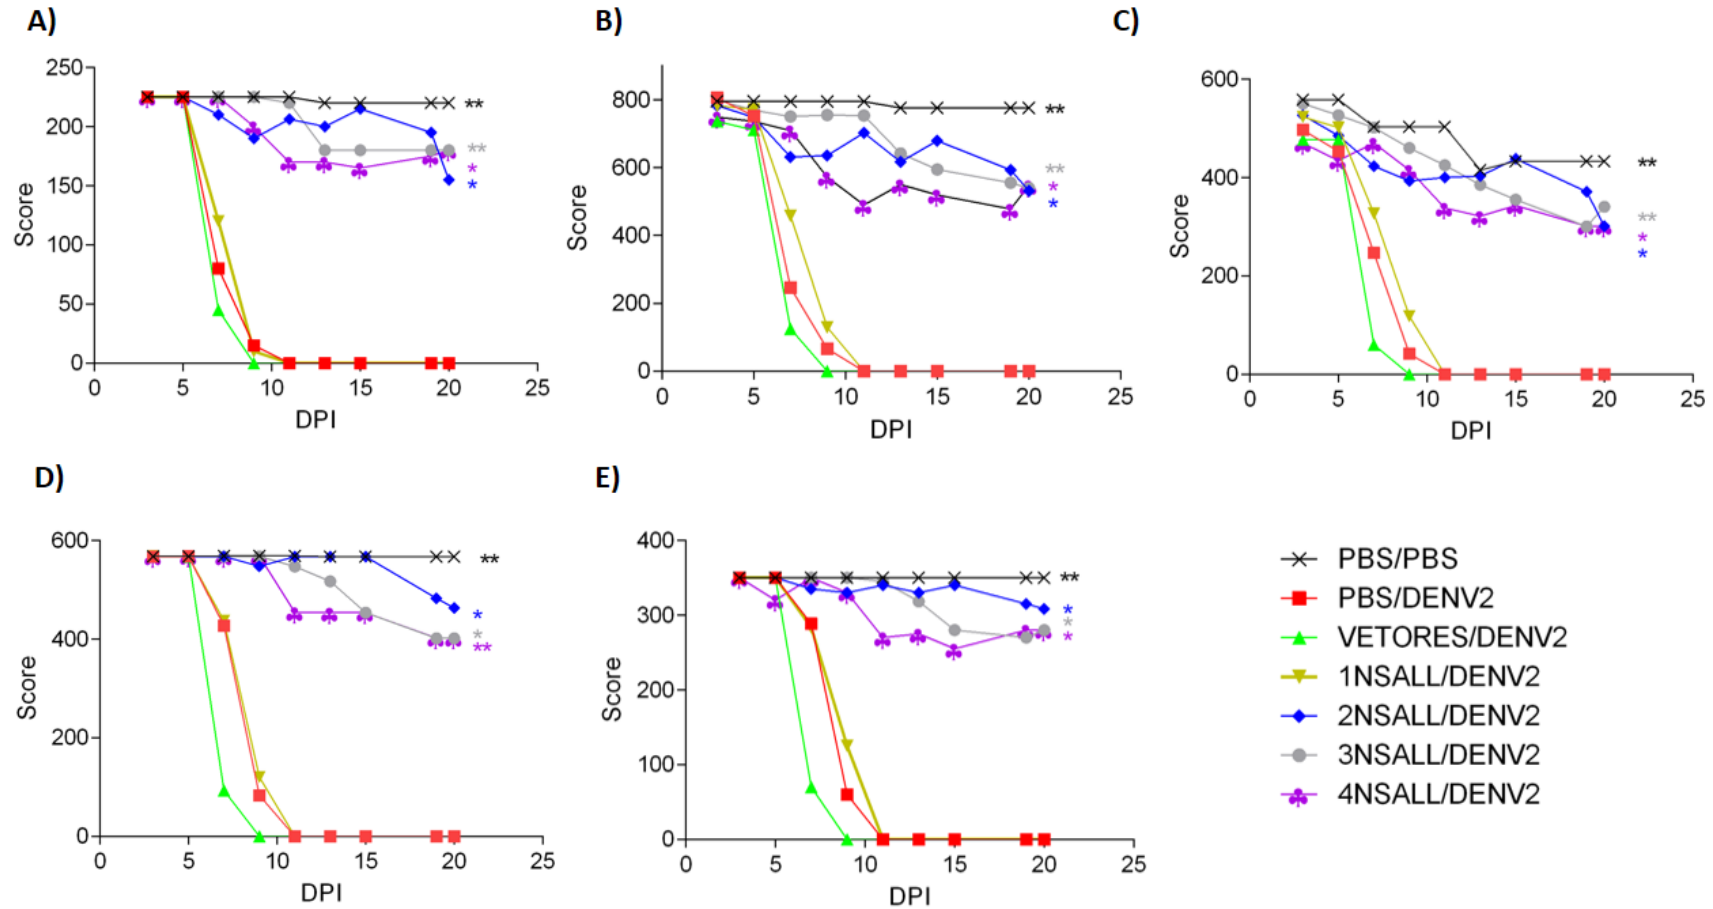 A)
250
200
150
100
50
0
0 5 10 15 20 25
Score
DPI
**
**
*
*
B)
800
600
400
200
0
0 5 10 15 20 25
Score
DPI
**
**
*
*
C)
600
400
200
0
0 5 10 15 20 25
Score
DPI
**
**
*
*
D)
600
400
200
0
0 5 10 15 20 25
Score
DPI
**
*
*
**
E)
400
300
200
100
0
0 5 10 15 20 25
Score
DPI
**
*
*
*
PBS/PBS
PBS/DENV2
VETORES/DENV2
1NSALL/DENV2
2NSALL/DENV2
3NSALL/DENV2
4NSALL/DENV2